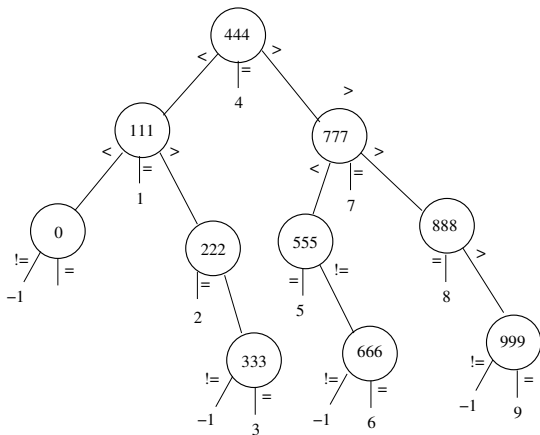 444
< = >
4
>
111 777
< = > < = >
1 7
0 222 555 888
!= = = = != = >
-1 2 5 8
333 666 999
!= = != = != =
-1 3 -1 6 -1 9